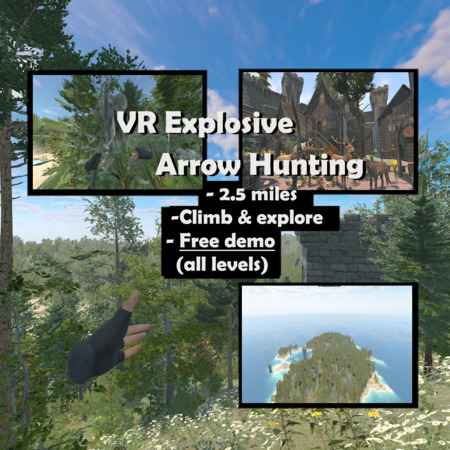 VR Explosive
Arrow Hunting
- 2.5 miles
-Climb & explore
- Free demo
(all levels)